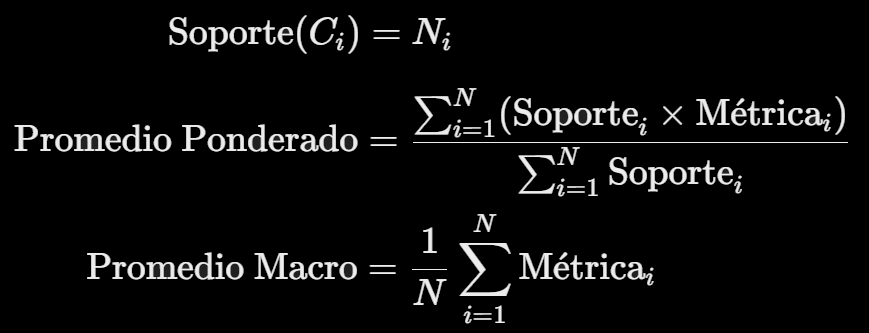 Soporte(C_i) = N_i
Promedio Ponderado = \frac{\sum_{i=1}^{N} (Soporte_i × Métrica_i)}{\sum_{i=1}^{N} Soporte_i}
Promedio Macro = \frac{1}{N} \sum_{i=1}^{N} Métrica_i